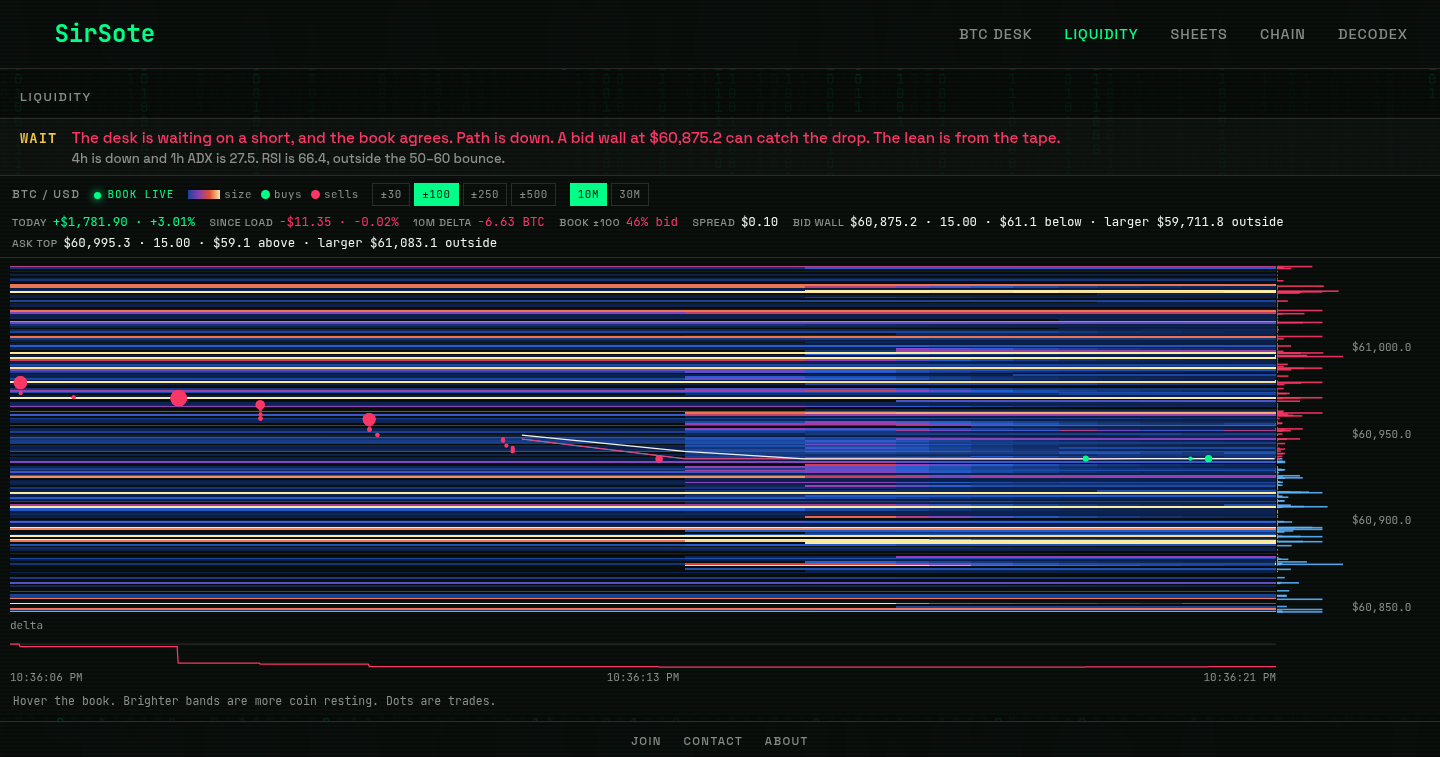 SirSote
BTC DESK LIQUIDITY SHEETS CHAIN DECODEX
LIQUIDITY
WAIT The desk is waiting on a short, and the book agrees. Path is down. A bid wall at $60,875.2 can catch the drop. The lean is from the tape.
4h is down and 1h ADX is 27.5. RSI is 66.4, outside the 50–60 bounce.
BTC / USD BOOK LIVE size buys sells ±30 ±100 ±250 ±500 10M 30M
TODAY +$1,781.90 · +3.01% SINCE LOAD -$11.35 · -0.02% 10M DELTA -6.63 BTC BOOK ±100 46% bid SPREAD $0.10 BID WALL $60,875.2 · 15.00 · $61.1 below · larger $59,711.8 outside
ASK TOP $60,995.3 · 15.00 · $59.1 above · larger $61,083.1 outside
$61,000.0
$60,950.0
$60,900.0
$60,850.0
delta
10:36:06 PM 10:36:13 PM 10:36:21 PM
Hover the book. Brighter bands are more coin resting. Dots are trades.
JOIN CONTACT ABOUT